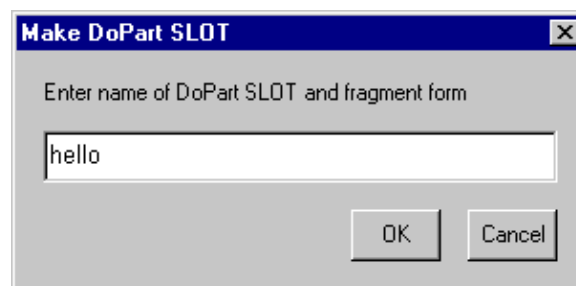 Make DoPart SLOT
Enter name of DoPart SLOT and fragment form
hello
OK Cancel